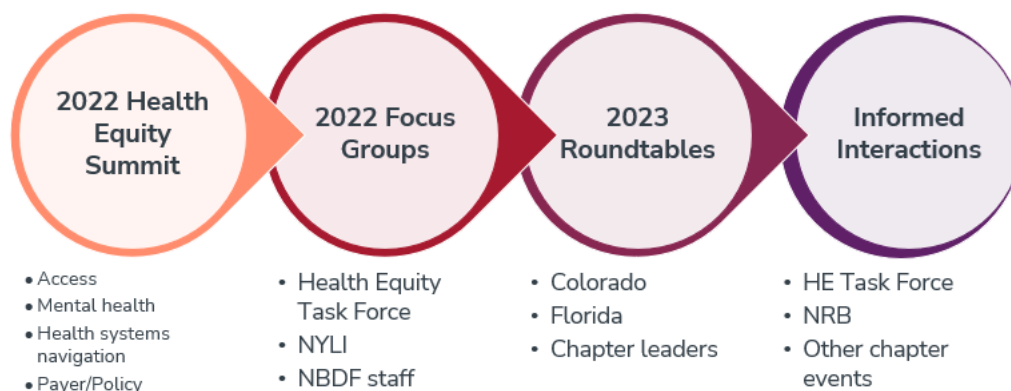 2022 Health
Equity
Summit
2022 Focus
Groups
2023
Roundtables
Informed
Interactions
• Access
• Mental health
• Health systems
navigation
• Payer/Policy
• Health Equity
Task Force
• NYLI
• NBDF staff
• Colorado
• Florida
• Chapter leaders
• HE Task Force
• NRB
• Other chapter
events